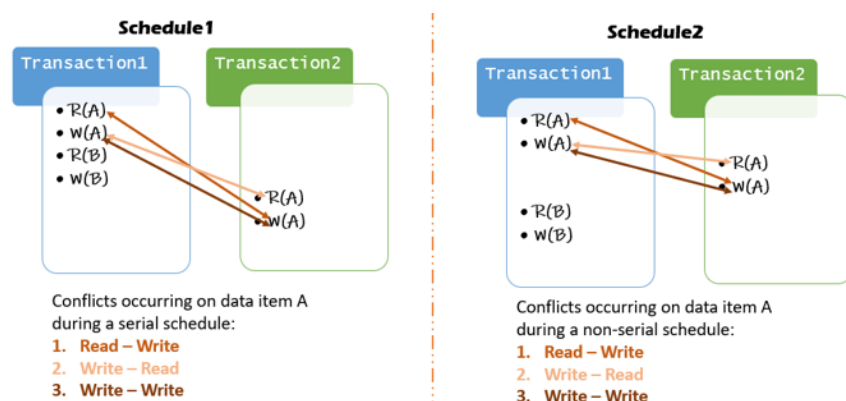 Schedule1
Transaction1
Transaction2
• R(A)
• W(A)
• R(B)
• W(B)
• R(A)
• W(A)
Conflicts occurring on data item A
during a serial schedule:
1. Read – Write
2. Write – Read
3. Write – Write
Schedule2
Transaction1
Transaction2
• R(A)
• W(A)
• R(A)
• W(A)
• R(B)
• W(B)
Conflicts occurring on data item A
during a non-serial schedule:
1. Read – Write
2. Write – Read
3. Write – Write